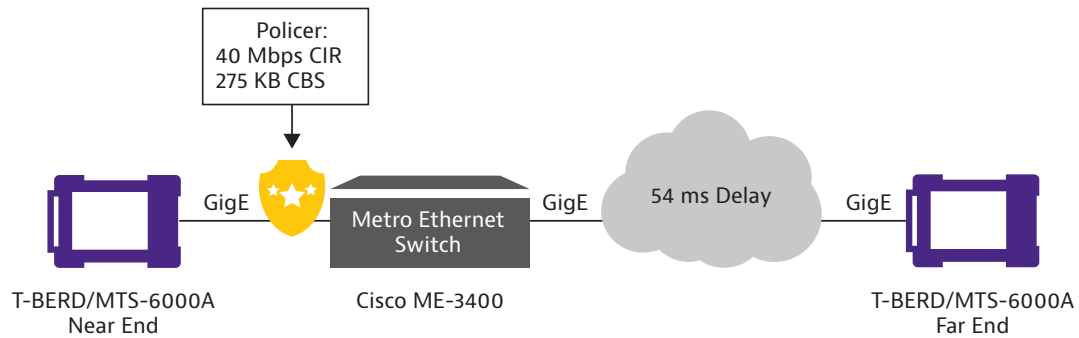 Policer:
40 Mbps CIR
275 KB CBS
GigE
Metro Ethernet
Switch
GigE
54 ms Delay
GigE
T-BERD/MTS-6000A
Near End
Cisco ME-3400
T-BERD/MTS-6000A
Far End